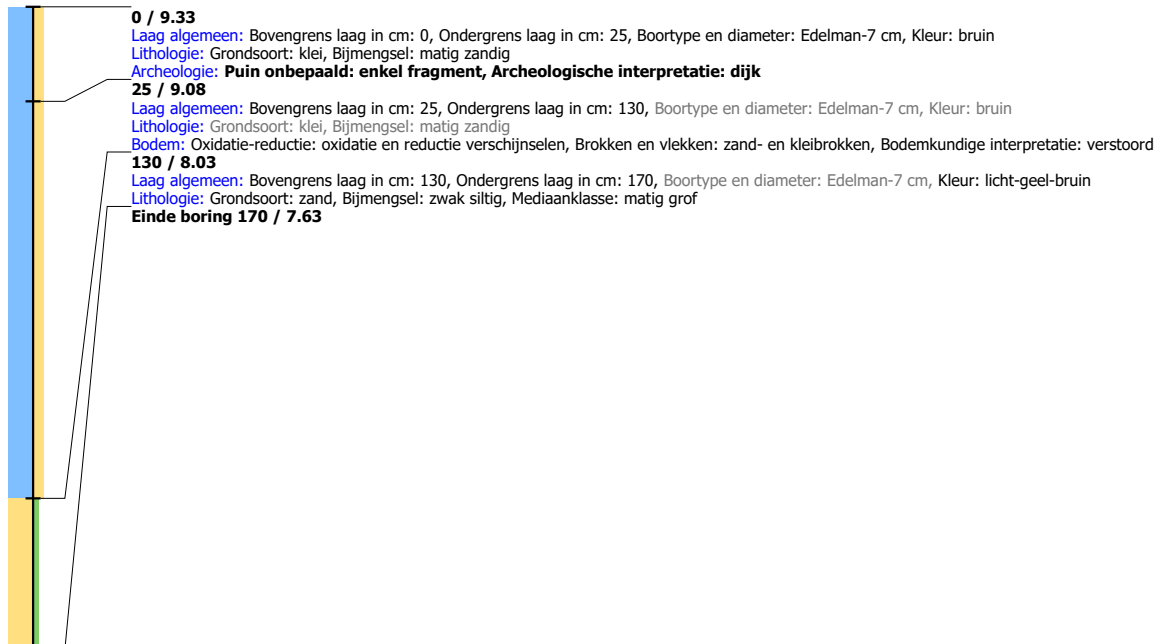 0 / 9.33
Laag algemeen: Bovengrens laag in cm: 0, Ondergrens laag in cm: 25, Boortype en diameter: Edelman-7 cm, Kleur: bruin
Lithologie: Grondsoort: klei, Bijmengsel: matig zandig
Archeologie: Puin onbepaald: enkel fragment, Archeologische interpretatie: dijk
25 / 9.08
Laag algemeen: Bovengrens laag in cm: 25, Ondergrens laag in cm: 130, Boortype en diameter: Edelman-7 cm, Kleur: bruin
Lithologie: Grondsoort: klei, Bijmengsel: matig zandig
Bodem: Oxidatie-reductie: oxidatie en reductie verschijnselen, Brokken en vlekken: zand- en kleibrokken, Bodemkundige interpretatie: verstoord
130 / 8.03
Laag algemeen: Bovengrens laag in cm: 130, Ondergrens laag in cm: 170, Boortype en diameter: Edelman-7 cm, Kleur: licht-geel-bruin
Lithologie: Grondsoort: zand, Bijmengsel: zwak siltig, Mediaanklasse: matig grof
Einde boring 170 / 7.63